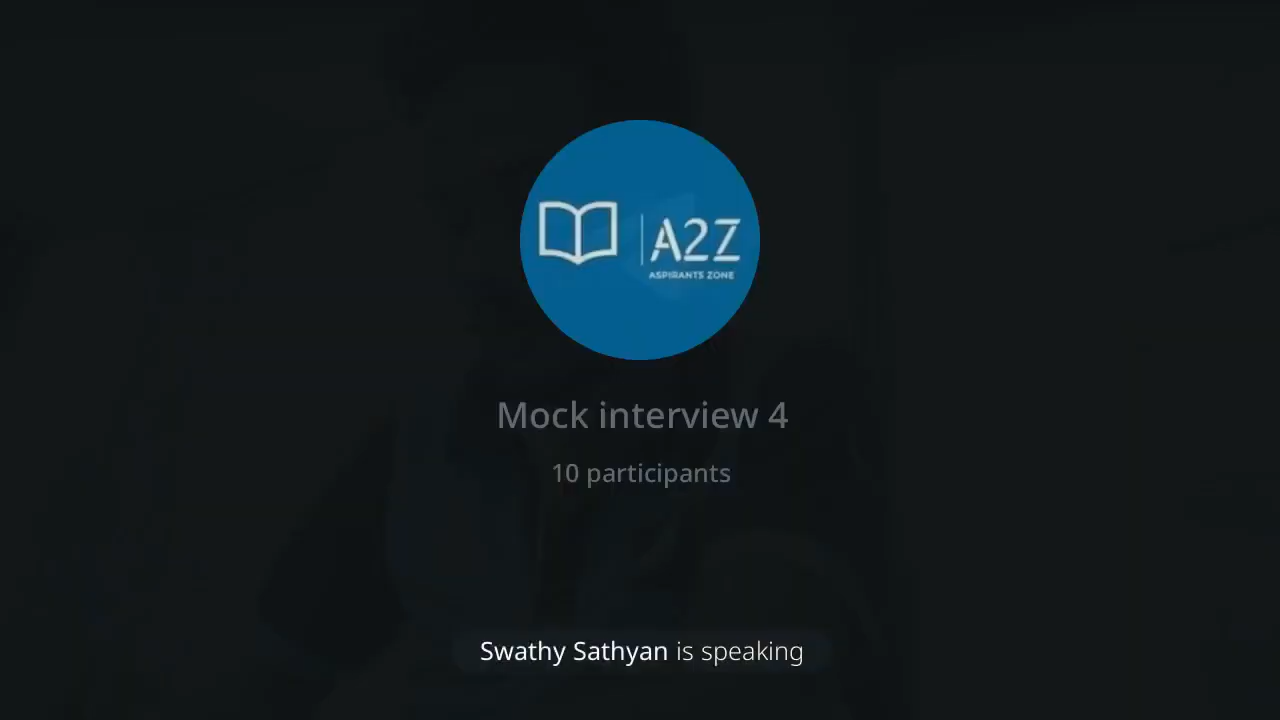 A2Z
ASPIRANTS ZONE
Mock interview 4
10 participants
Swathy Sathyan is speaking